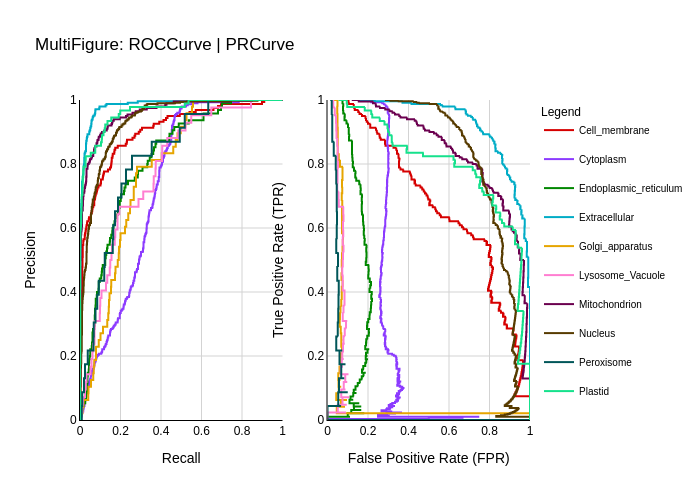 MultiFigure: ROCCurve | PRCurve
Precision
1
0.8
0.6
0.4
0.2
0
0 0.2 0.4 0.6 0.8 1
Recall
True Positive Rate (TPR)
1
0.8
0.6
0.4
0.2
0
0 0.2 0.4 0.6 0.8 1
False Positive Rate (FPR)
Legend
Cell_membrane
Cytoplasm
Endoplasmic_reticulum
Extracellular
Golgi_apparatus
Lysosome_Vacuole
Mitochondrion
Nucleus
Peroxisome
Plastid